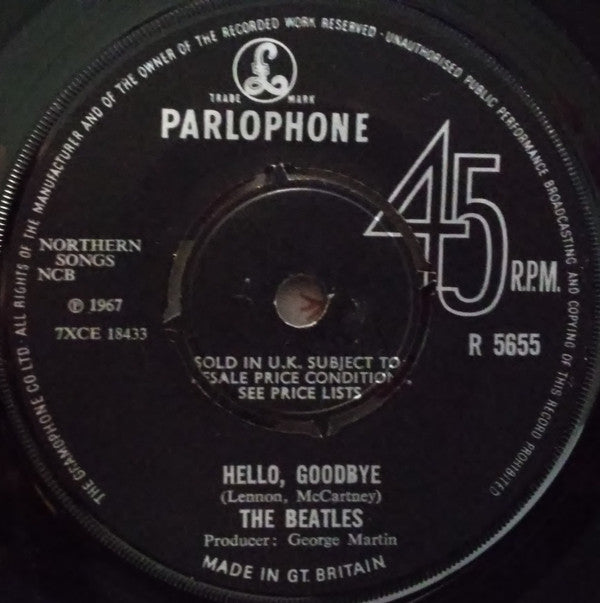 THE GRAMOPHONE CO LTD · ALL RIGHTS OF THE MANUFACTURER AND OF THE OWNER OF THE RECORDED WORK RESERVED · UNAUTHORISED PUBLIC PERFORMANCE BROADCASTING AND COPYING OF THIS RECORD PROHIBITED
£
TRADE MARK
PARLOPHONE
45 R.P.M.
NORTHERN
SONGS
NCB
℗ 1967
7XCE 18433
R 5655
SOLD IN U.K. SUBJECT TO
ESALE PRICE CONDITION
SEE PRICE LISTS
HELLO, GOODBYE
(Lennon, McCartney)
THE BEATLES
Producer: George Martin
MADE IN GT. BRITAIN